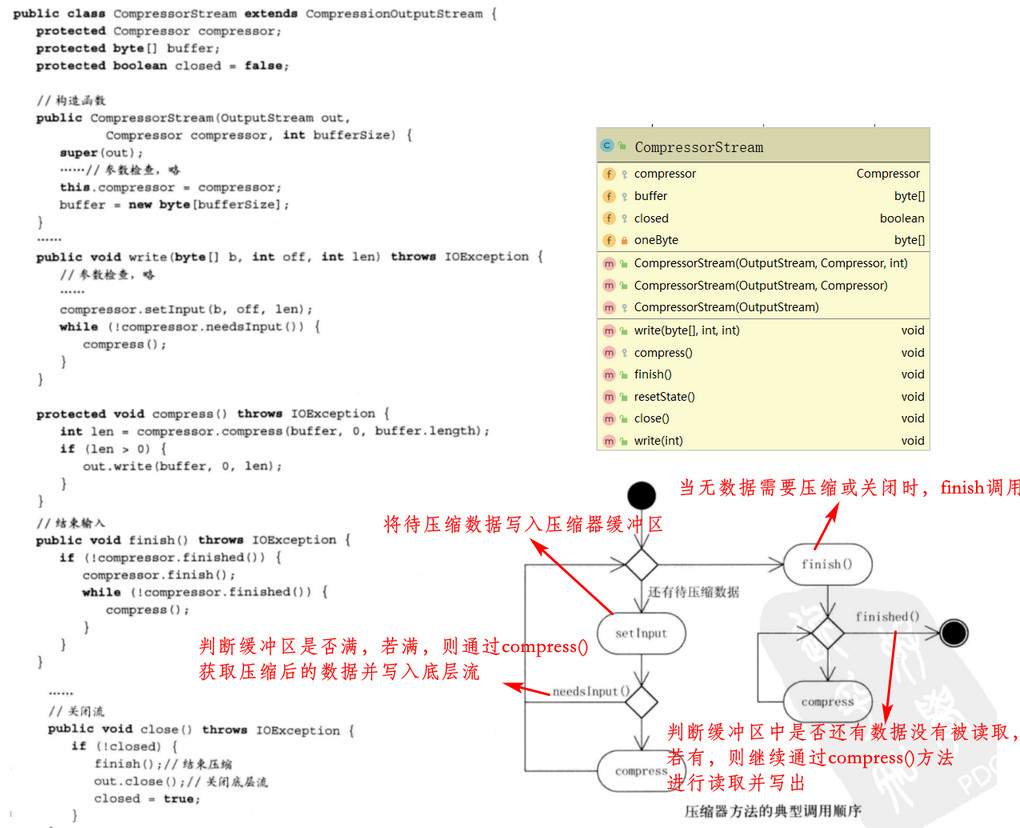 public class CompressorStream extends CompressionOutputStream {
protected Compressor compressor;
protected byte[] buffer;
protected boolean closed = false;
// 构造函数
public CompressorStream(OutputStream out,
Compressor compressor, int bufferSize) {
super(out);
……// 参数检查，略
this.compressor = compressor;
buffer = new byte[bufferSize];
}
……
public void write(byte[] b, int off, int len) throws IOException {
// 参数检查，略
……
compressor.setInput(b, off, len);
while (!compressor.needsInput()) {
compress();
}
}
protected void compress() throws IOException {
int len = compressor.compress(buffer, 0, buffer.length);
if (len > 0) {
out.write(buffer, 0, len);
}
}
// 结束输入
public void finish() throws IOException {
if (!compressor.finished()) {
compressor.finish();
while (!compressor.finished()) {
compress();
}
}
}
……
// 关闭流
public void close() throws IOException {
if (!closed) {
finish();// 结束压缩
out.close();// 关闭底层流
closed = true;
}
C CompressorStream
f compressor Compressor
f buffer byte[]
f closed boolean
f oneByte byte[]
m CompressorStream(OutputStream, Compressor, int)
m CompressorStream(OutputStream, Compressor)
m CompressorStream(OutputStream)
m write(byte[], int, int) void
m compress() void
m finish() void
m resetState() void
m close() void
m write(int) void
当无数据需要压缩或关闭时，finish调用
将待压缩数据写入压缩器缓冲区
finish()
还有待压缩数据
finished()
setInput
判断缓冲区是否满，若满，则通过compress()
获取压缩后的数据并写入底层流
needsInput()
compress
判断缓冲区中是否还有数据没有被读取，
若有，则继续通过compress()方法
进行读取并写出
compress
压缩器方法的典型调用顺序